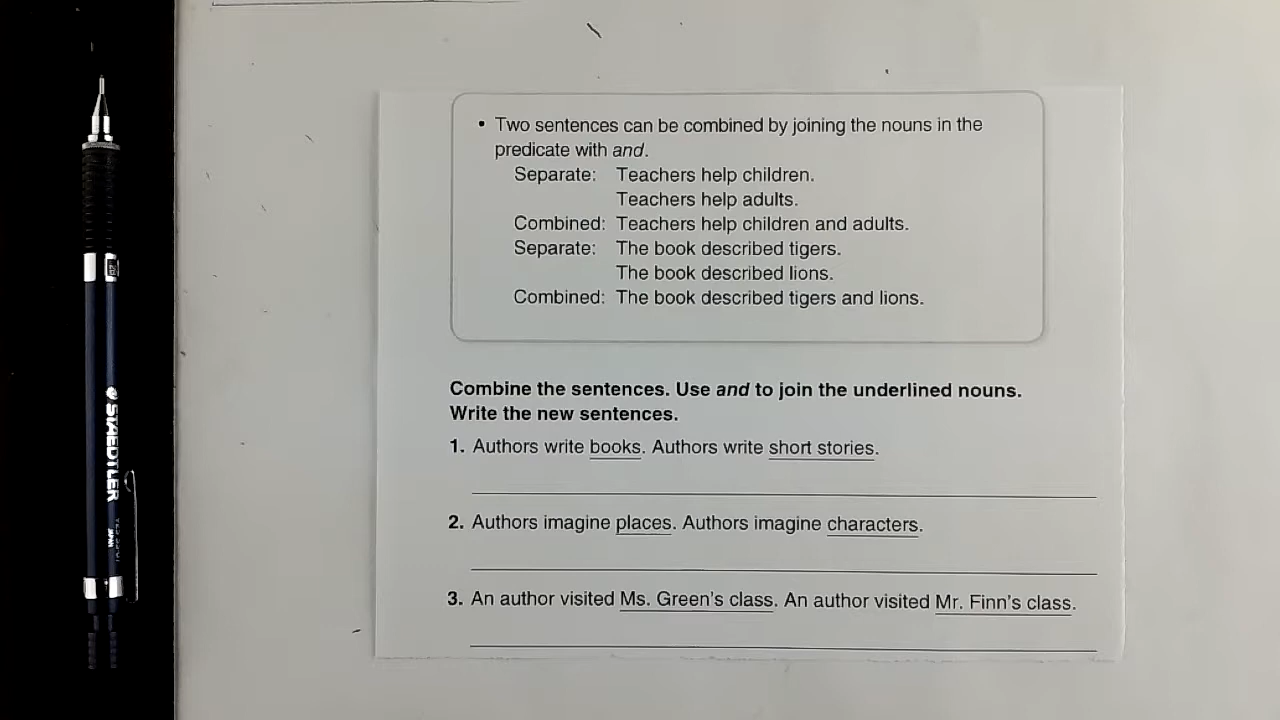 • Two sentences can be combined by joining the nouns in the
predicate with and.
Separate: Teachers help children.
Teachers help adults.
Combined: Teachers help children and adults.
Separate: The book described tigers.
The book described lions.
Combined: The book described tigers and lions.
Combine the sentences. Use and to join the underlined nouns.
Write the new sentences.
1. Authors write books. Authors write short stories.
2. Authors imagine places. Authors imagine characters.
3. An author visited Ms. Green's class. An author visited Mr. Finn's class.
STAEDTLER
JAPAN